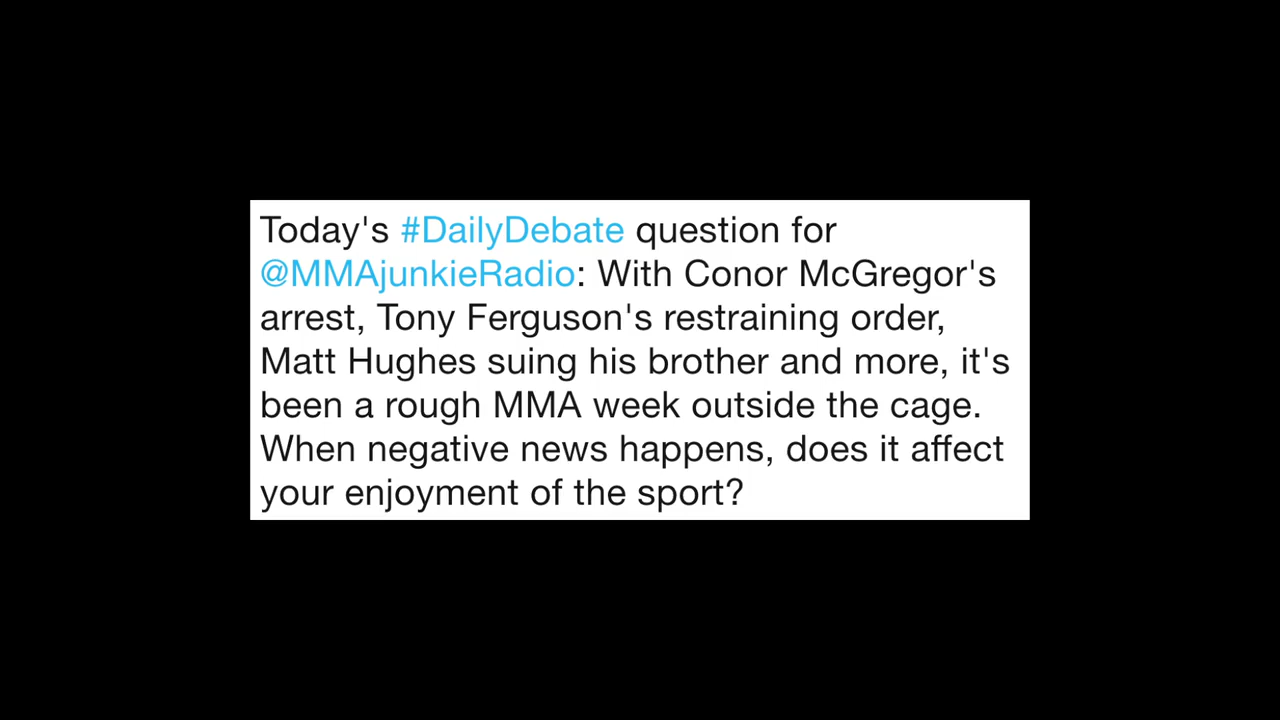 Today's #DailyDebate question for
@MMAjunkieRadio: With Conor McGregor's
arrest, Tony Ferguson's restraining order,
Matt Hughes suing his brother and more, it's
been a rough MMA week outside the cage.
When negative news happens, does it affect
your enjoyment of the sport?